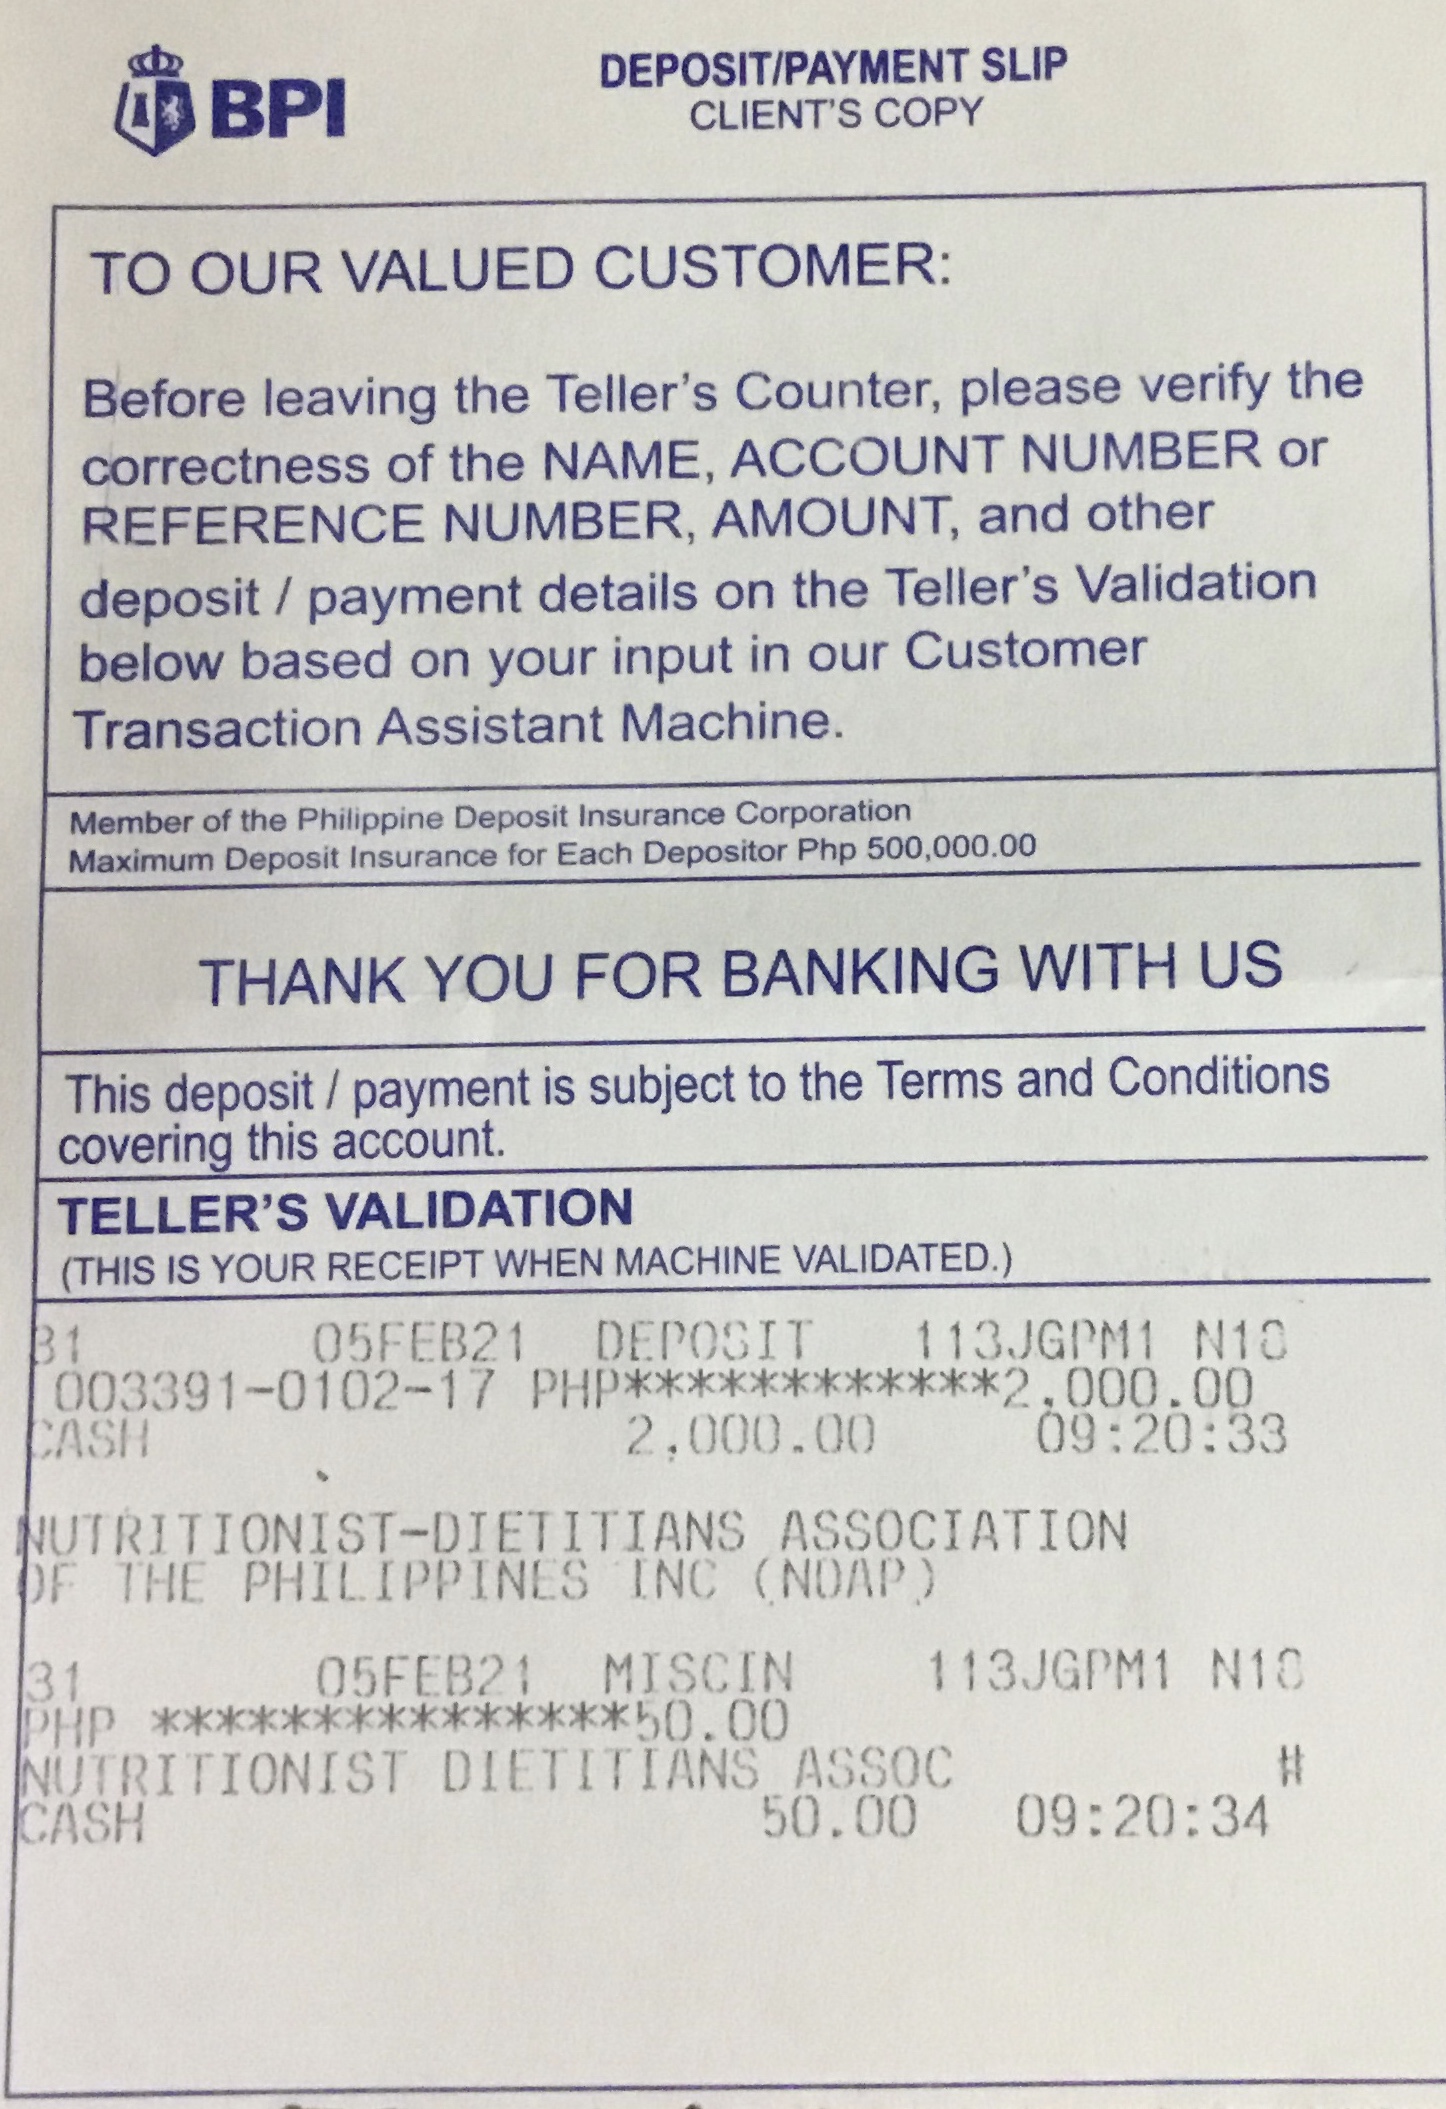 BPI
DEPOSIT/PAYMENT SLIP
CLIENT'S COPY
TO OUR VALUED CUSTOMER:
Before leaving the Teller's Counter, please verify the
correctness of the NAME, ACCOUNT NUMBER or
REFERENCE NUMBER, AMOUNT, and other
deposit / payment details on the Teller's Validation
below based on your input in our Customer
Transaction Assistant Machine.
Member of the Philippine Deposit Insurance Corporation
Maximum Deposit Insurance for Each Depositor Php 500,000.00
THANK YOU FOR BANKING WITH US
This deposit / payment is subject to the Terms and Conditions
covering this account.
TELLER'S VALIDATION
(THIS IS YOUR RECEIPT WHEN MACHINE VALIDATED.)
31 05FEB21 DEPOSIT 113JGPM1
003391-0102-17 PHP************2,000.00
CASH 2,000.00 09:20:33
NUTRITIONIST-DIETITIANS ASSOCIATION
OF THE PHILIPPINES INC (NDAP)
31 05FEB21 MISCIN 113JGPM1
PHP ***************50.00
NUTRITIONIST DIETITIANS ASSOC #
CASH 50.00 09:20:34